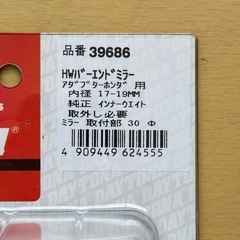 品番 39686
HWバーエンドミラー
アダプターホンダ 用
内径 17-19MM
純正 インナーウエイト
取外し必要
ミラー 取付部 30 Φ
4 909449 624555
s
®